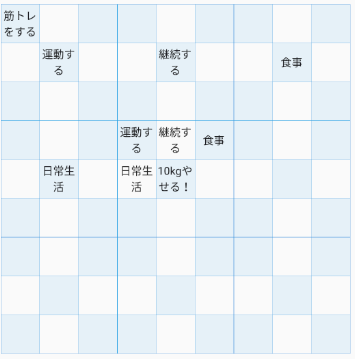 筋トレ
をする
運動す
る
継続す
る
食事
運動す
る
継続す
る
食事
日常生
活
日常生
活
10kgや
せる！